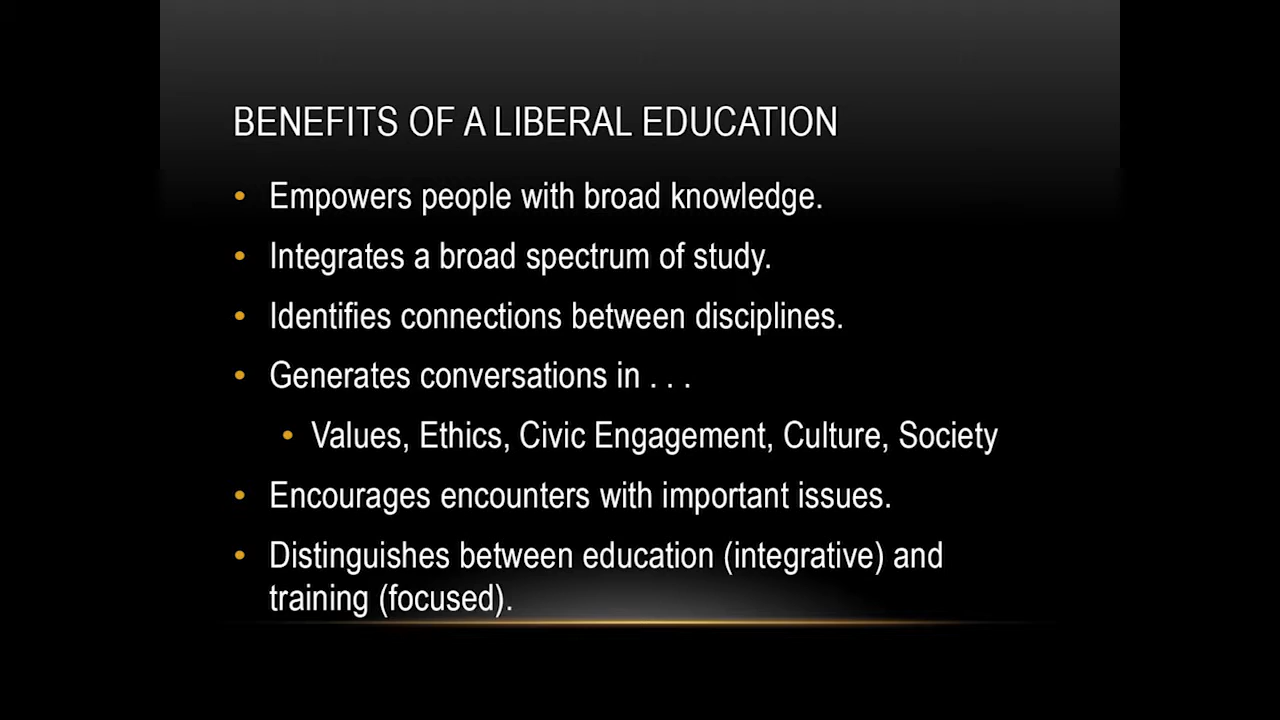 BENEFITS OF A LIBERAL EDUCATION
• Empowers people with broad knowledge.
• Integrates a broad spectrum of study.
• Identifies connections between disciplines.
• Generates conversations in . . .
• Values, Ethics, Civic Engagement, Culture, Society
• Encourages encounters with important issues.
• Distinguishes between education (integrative) and
training (focused).